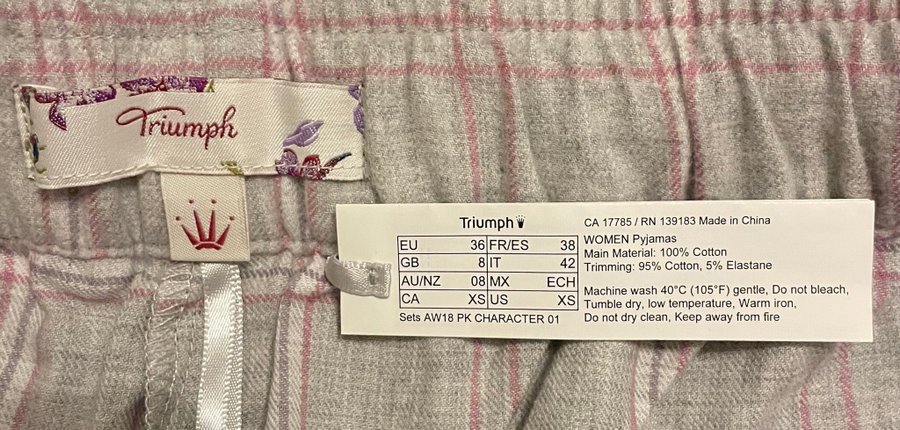 Triumph
Triumph
EU 36 FR/ES 38
GB 8 IT 42
AU/NZ 08 MX ECH
CA XS US XS
Sets AW18 PK CHARACTER 01
CA 17785 / RN 139183 Made in China
WOMEN Pyjamas
Main Material: 100% Cotton
Trimming: 95% Cotton, 5% Elastane
Machine wash 40°C (105°F) gentle, Do not bleach,
Tumble dry, low temperature, Warm iron,
Do not dry clean, Keep away from fire